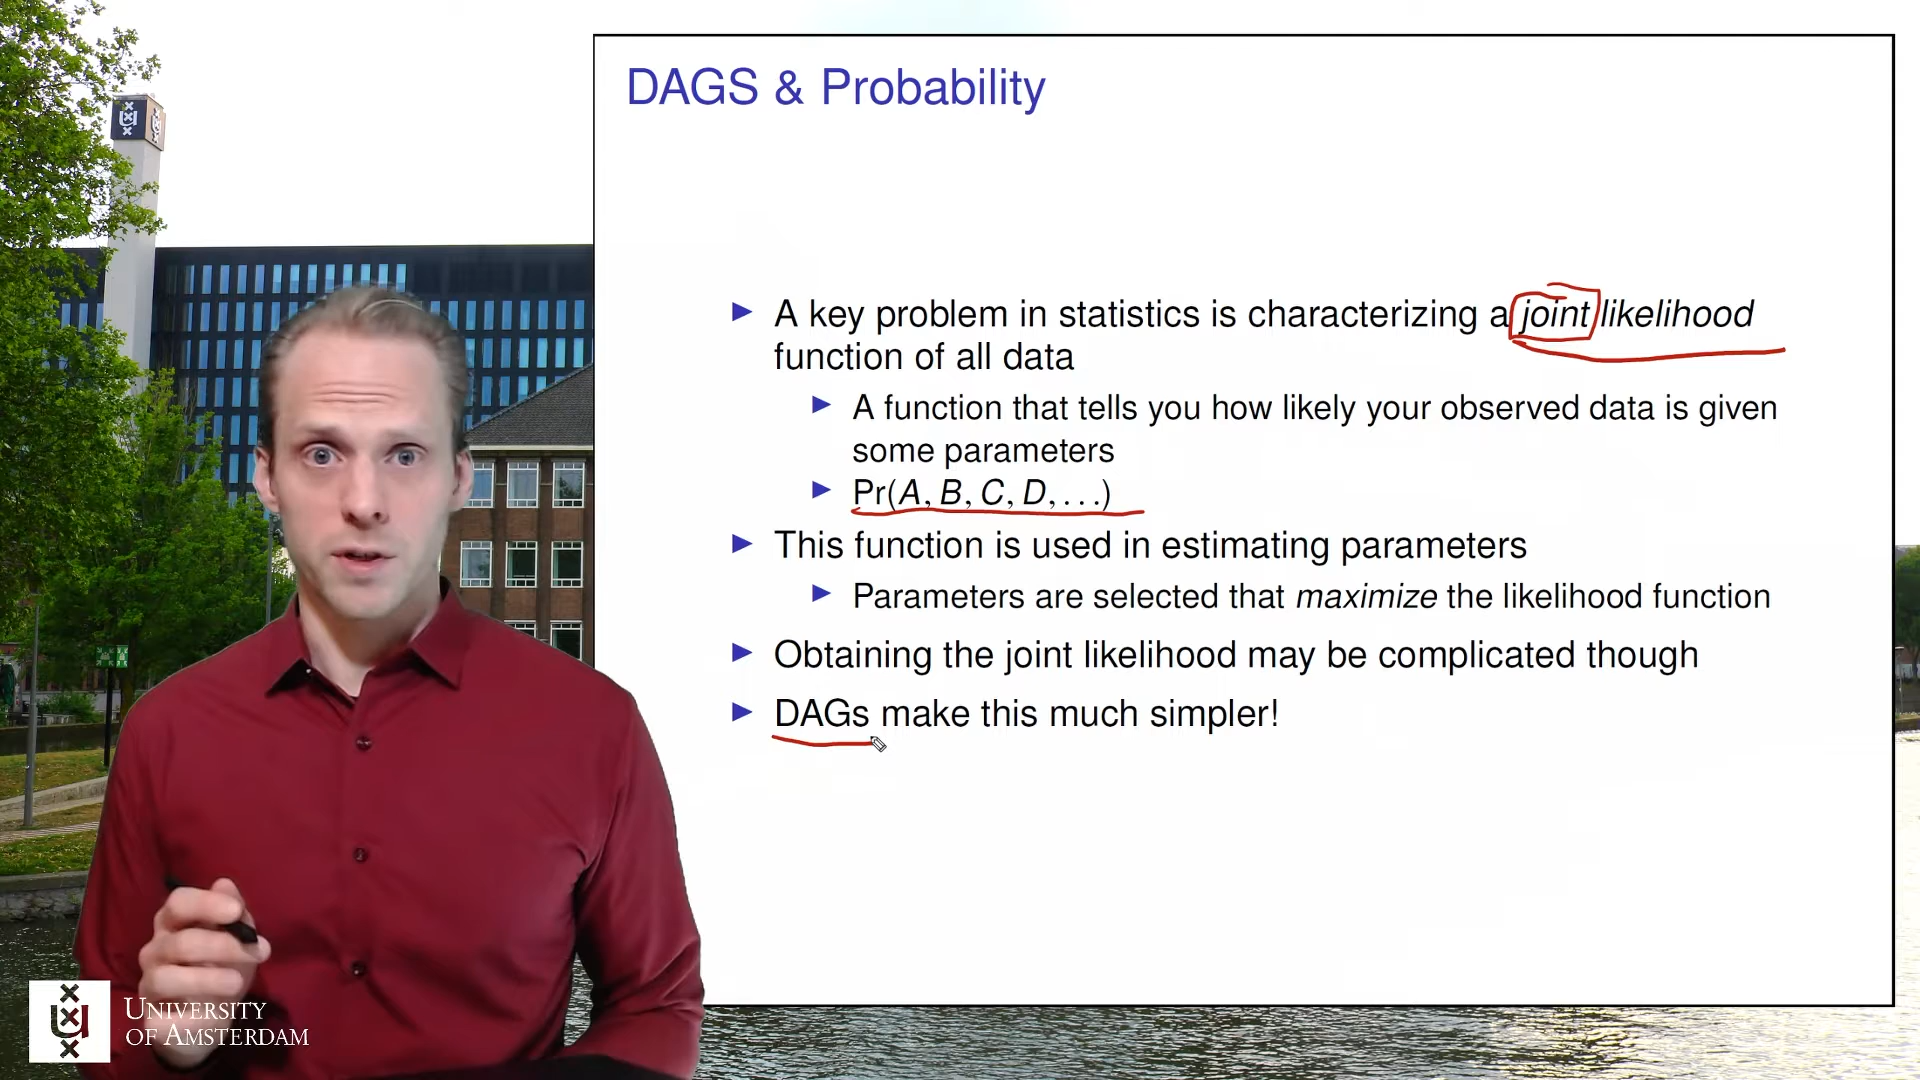 DAGS & Probability
A key problem in statistics is characterizing a joint likelihood
function of all data
A function that tells you how likely your observed data is given
some parameters
Pr(A, B, C, D, . . .)
This function is used in estimating parameters
Parameters are selected that maximize the likelihood function
Obtaining the joint likelihood may be complicated though
DAGs make this much simpler!
UNIVERSITY
OF AMSTERDAM